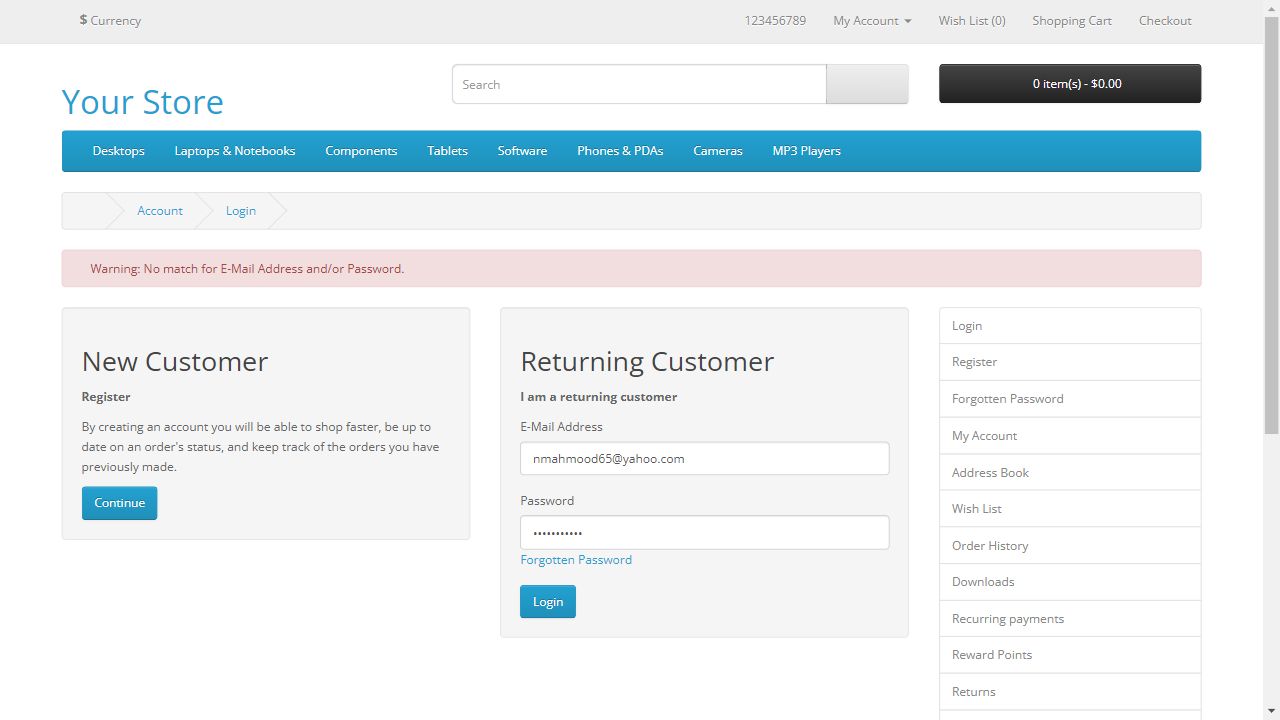 $ Currency
123456789 My Account Wish List (0) Shopping Cart Checkout
Your Store
Search
0 item(s) - $0.00
Desktops Laptops & Notebooks Components Tablets Software Phones & PDAs Cameras MP3 Players
Account Login
Warning: No match for E-Mail Address and/or Password.
New Customer
Register
By creating an account you will be able to shop faster, be up to
date on an order's status, and keep track of the orders you have
previously made.
Continue
Returning Customer
I am a returning customer
E-Mail Address
nmahmood65@yahoo.com
Password
•••••••••••
Forgotten Password
Login
Login
Register
Forgotten Password
My Account
Address Book
Wish List
Order History
Downloads
Recurring payments
Reward Points
Returns